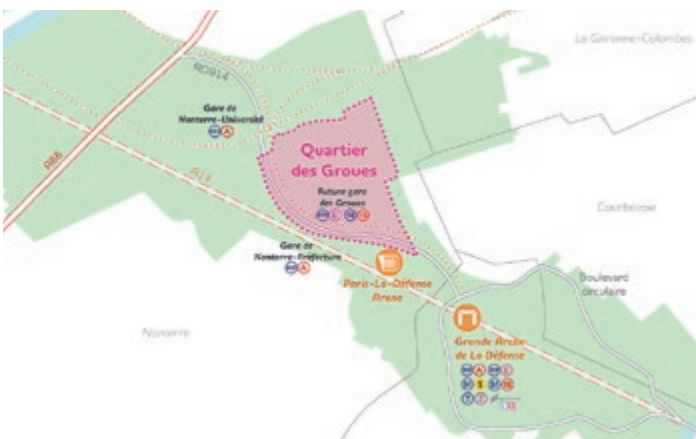 La Garenne-Colombes
RD914
Gare de
Nanterre-Université
A
A86
A14
Quartier
des Groues
Future gare
des Groues
E
Courbevoie
Gare de
Nanterre-Préfecture
A
Paris-La-Défense
Arena
Boulevard
circulaire
Nanterre
Grande Arche
de La Défense
A
1
T